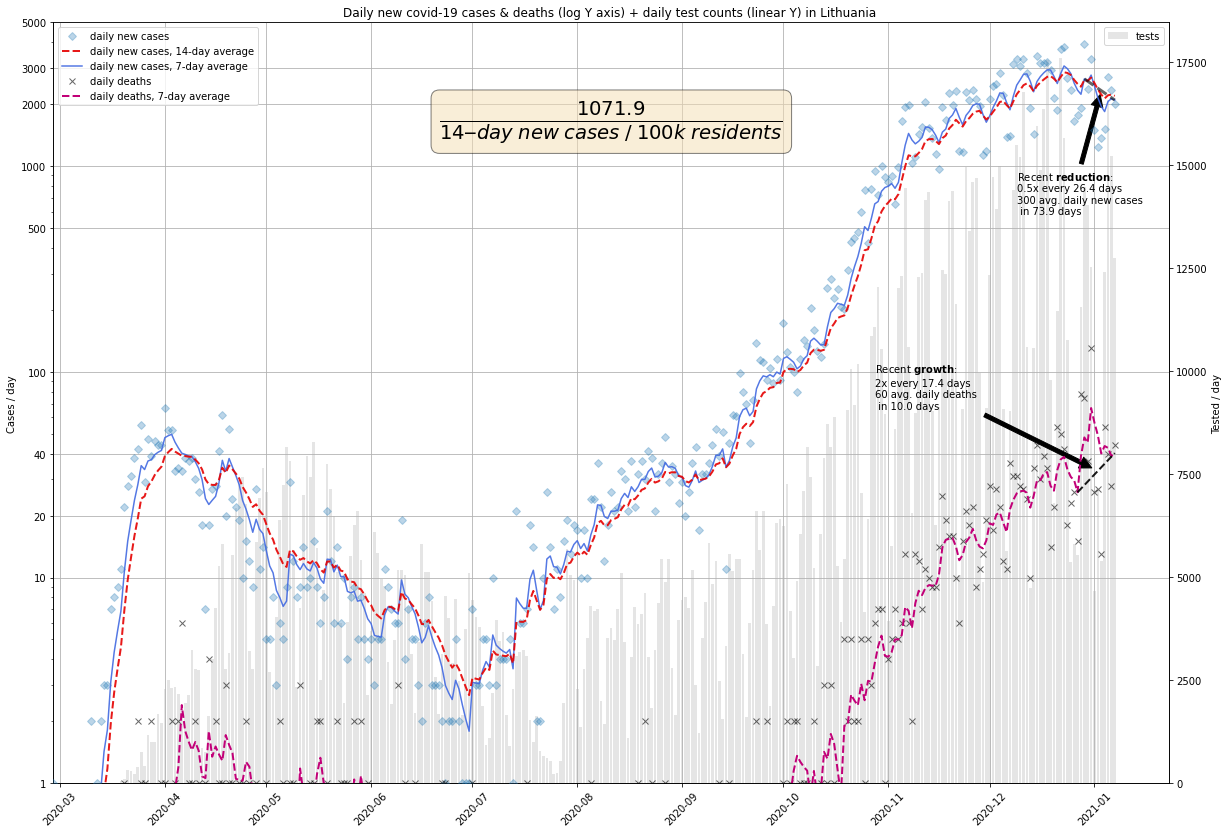 Daily new covid-19 cases & deaths (log Y axis) + daily test counts (linear Y) in Lithuania
daily new cases
daily new cases, 14-day average
daily new cases, 7-day average
daily deaths
daily deaths, 7-day average
tests
1071.9
14–day new cases / 100k residents
Recent reduction:
0.5x every 26.4 days
300 avg. daily new cases
in 73.9 days
Recent growth:
2x every 17.4 days
60 avg. daily deaths
in 10.0 days
Cases / day
5000
3000
2000
1000
500
100
40
20
10
1
Tested / day
17500
15000
12500
10000
7500
5000
2500
0
2020-03
2020-04
2020-05
2020-06
2020-07
2020-08
2020-09
2020-10
2020-11
2020-12
2021-01